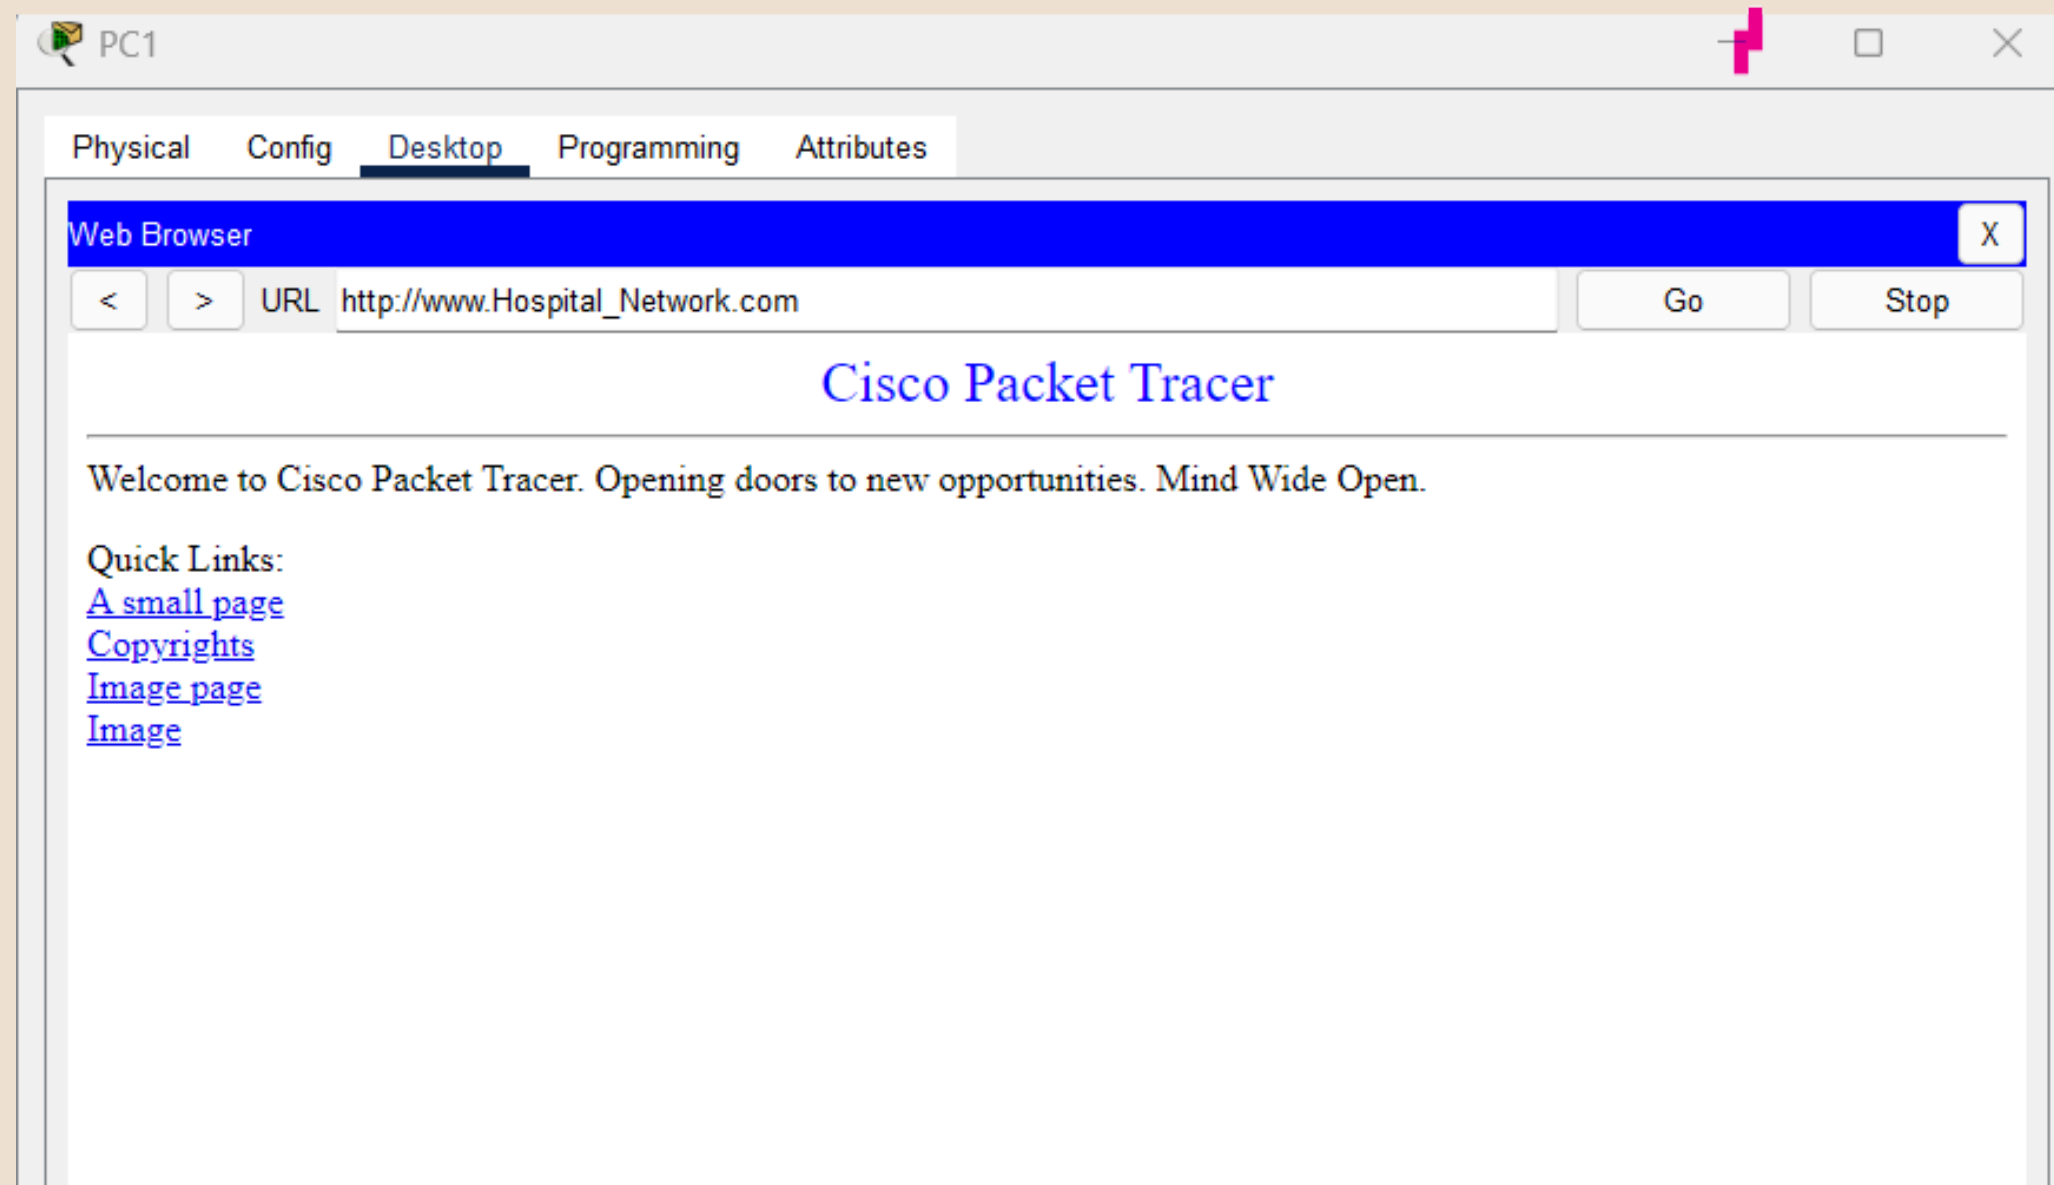 PC1
Physical Config Desktop Programming Attributes
Web Browser X
< > URL http://www.Hospital_Network.com Go Stop
Cisco Packet Tracer
Welcome to Cisco Packet Tracer. Opening doors to new opportunities. Mind Wide Open.
Quick Links:
A small page
Copyrights
Image page
Image